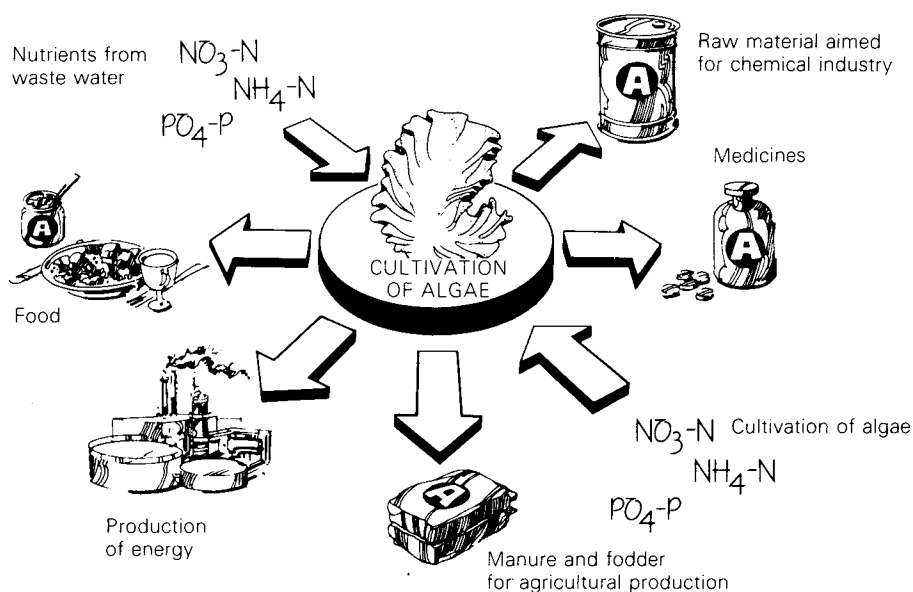 Nutrients from
waste water
NO3-N
NH4-N
PO4-P
Raw material aimed
for chemical industry
A
Medicines
A
A
Food
CULTIVATION
OF ALGAE
Production
of energy
A
Manure and fodder
for agricultural production
NO3-N Cultivation of algae
NH4-N
PO4-P